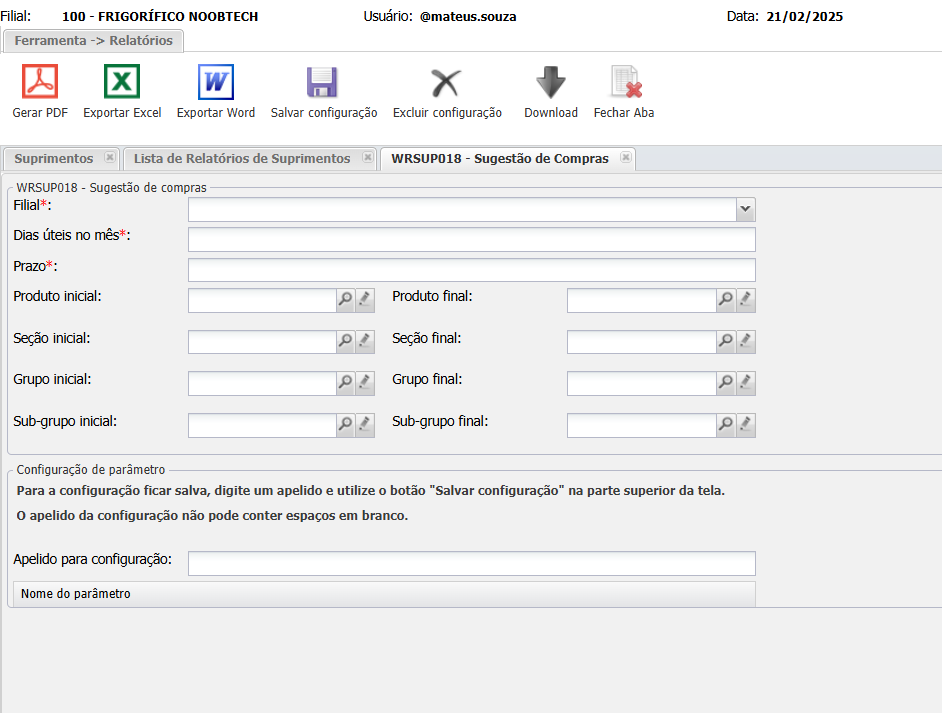 Filial: 100 - FRIGORÍFICO NOOBTECH Usuário: @mateus.souza Data: 21/02/2025
Ferramenta -> Relatórios
Gerar PDF Exportar Excel Exportar Word Salvar configuração Excluir configuração Download Fechar Aba
Suprimentos Lista de Relatórios de Suprimentos WRSUP018 - Sugestão de Compras
WRSUP018 - Sugestão de compras
Filial*:
Dias úteis no mês*:
Prazo*:
Produto inicial: Produto final:
Seção inicial: Seção final:
Grupo inicial: Grupo final:
Sub-grupo inicial: Sub-grupo final:
Configuração de parâmetro
Para a configuração ficar salva, digite um apelido e utilize o botão "Salvar configuração" na parte superior da tela.
O apelido da configuração não pode conter espaços em branco.
Apelido para configuração:
Nome do parâmetro